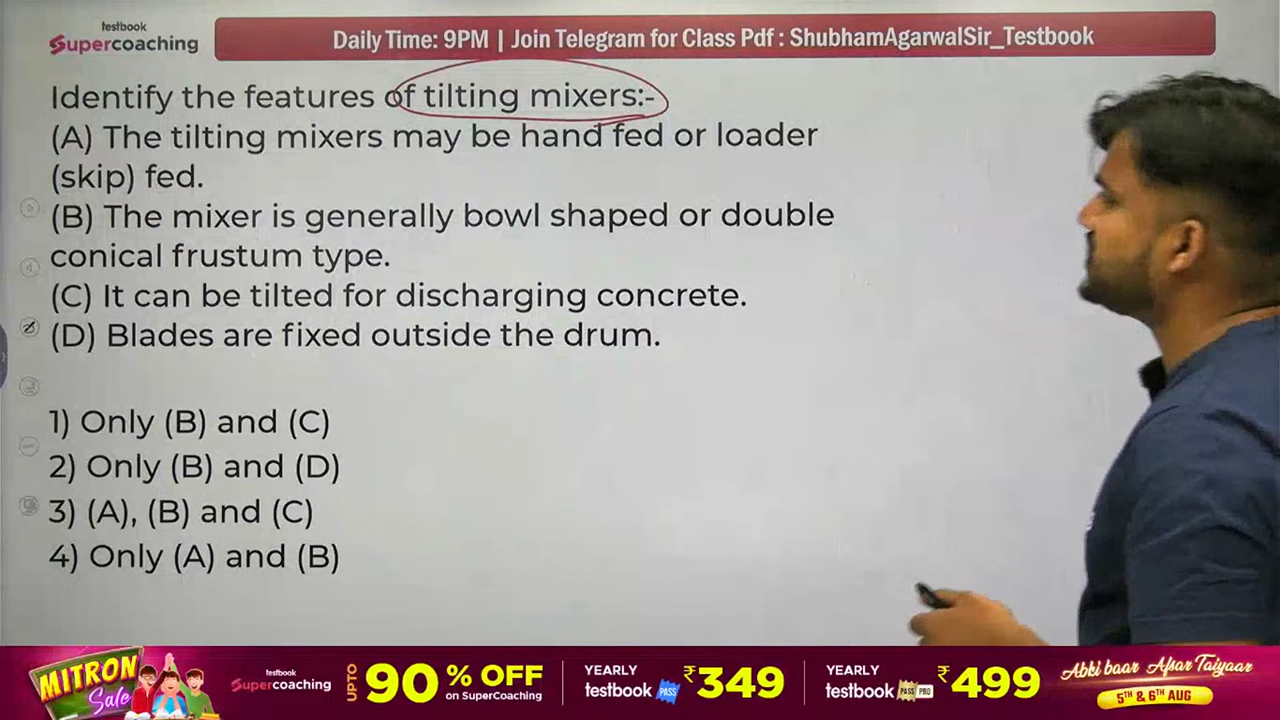 testbook
Supercoaching
Daily Time: 9PM | Join Telegram for Class Pdf : ShubhamAgarwalSir_Testbook
Identify the features of tilting mixers:-
(A) The tilting mixers may be hand fed or loader
(skip) fed.
(B) The mixer is generally bowl shaped or double
conical frustum type.
(C) It can be tilted for discharging concrete.
(D) Blades are fixed outside the drum.
1) Only (B) and (C)
2) Only (B) and (D)
3) (A), (B) and (C)
4) Only (A) and (B)
MITRON
Sale
testbook
Supercoaching
UPTO 90% OFF
on SuperCoaching
YEARLY
testbook PASS
₹349
YEARLY
testbook PASS PRO
₹499
Abki baar Afsar Taiyaar
5TH & 6TH AUG